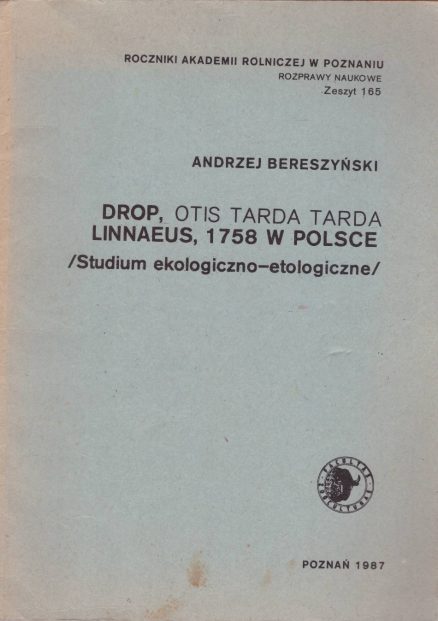 ROCZNIKI AKADEMII ROLNICZEJ W POZNANIU
ROZPRAWY NAUKOWE
Zeszyt 165
ANDRZEJ BERESZYŃSKI
DROP, OTIS TARDA TARDA
LINNAEUS, 1758 W POLSCE
/Studium ekologiczno–etologiczne/
FACULTAS
POZNAŃ 1987